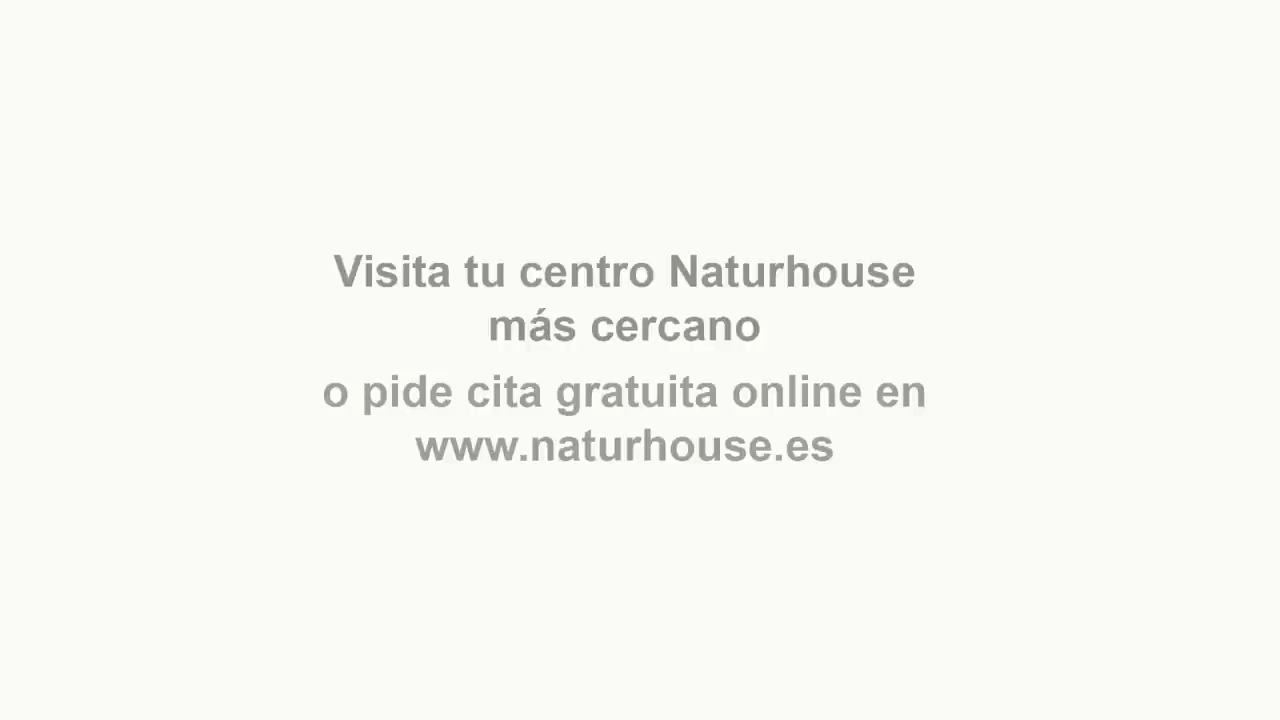 Visita tu centro Naturhouse
más cercano
o pide cita gratuita online en
www.naturhouse.es